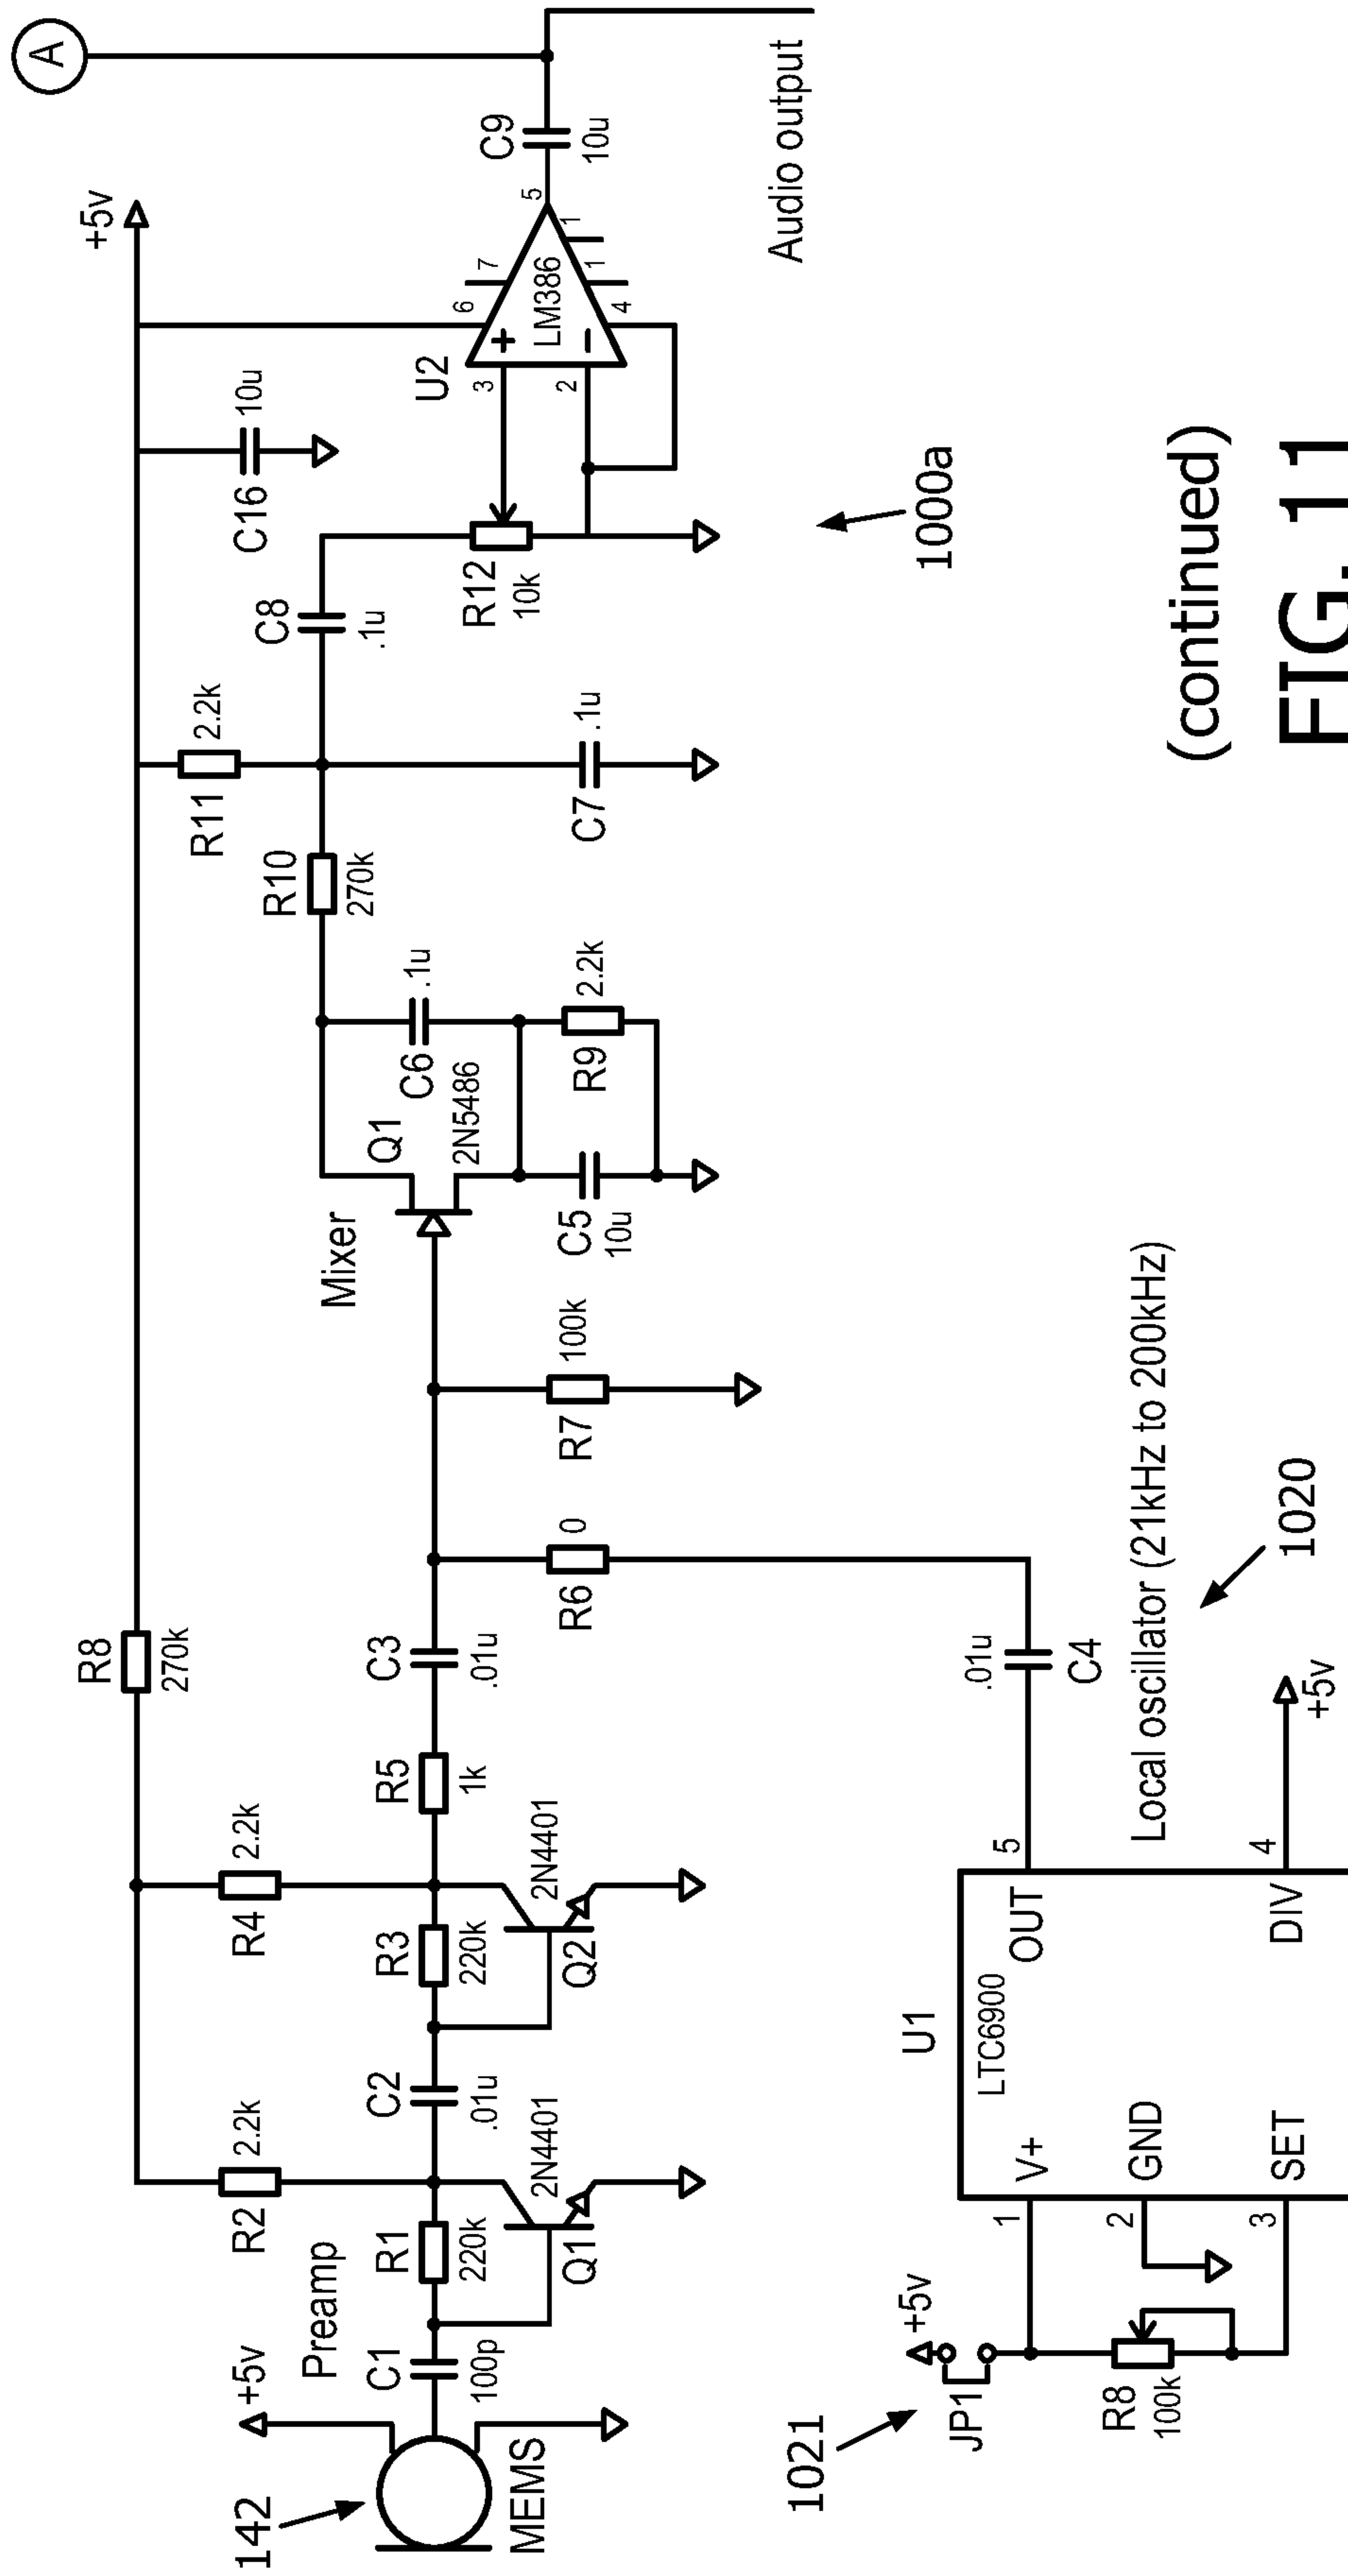 A
+5v
C9
10u
5
1
1
7
6
4
LM386
+
−
3
2
U2
Audio output
C16
10u
C8
.1u
R12
10k
1000a
R11
2.2k
C7
.1u
R10
270k
C6
.1u
R9
2.2k
Q1
2N5486
C5
10u
Mixer
R7
100k
R6
0
R8
270k
C3
.01u
R5
1k
R4
2.2k
R3
220k
2N4401
Q2
C2
.01u
R2
2.2k
R1
220k
2N4401
Q1
Preamp
+5v
C1
100p
142
MEMS
C4
.01u
Local oscillator (21kHz to 200kHz)
1020
+5v
U1
LTC6900
OUT
5
DIV
4
V+
1
GND
2
SET
3
+5v
JP1
1021
R8
100k
(continued)
FIG. 11